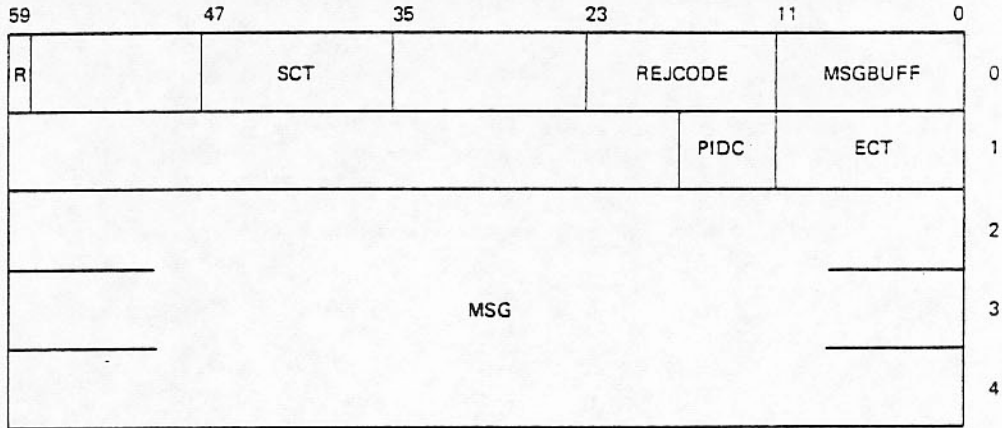 59 47 35 23 11 0
R SCT REJCODE MSGBUFF 0
PIDC ECT 1
2
MSG 3
4